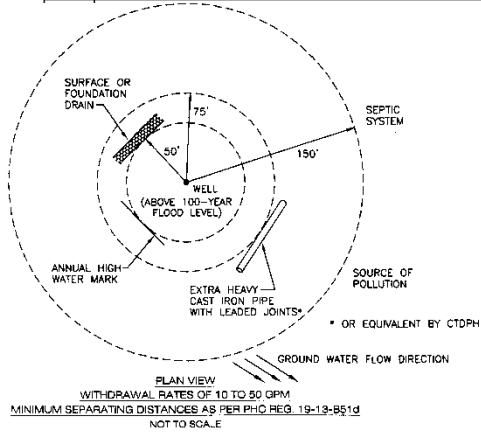 SURFACE OR
FOUNDATION
DRAIN
75'
SEPTIC
SYSTEM
50'
150'
WELL
(ABOVE 100-YEAR
FLOOD LEVEL)
ANNUAL HIGH
WATER MARK
EXTRA HEAVY
CAST IRON PIPE
WITH LEADED JOINTS*
SOURCE OF
POLLUTION
* OR EQUIVALENT BY CTDPH
GROUND WATER FLOW DIRECTION
PLAN VIEW
WITHDRAWAL RATES OF 10 TO 50 GPM
MINIMUM SEPARATING DISTANCES AS PER PHC REG. 19-13-B51d
NOT TO SCALE